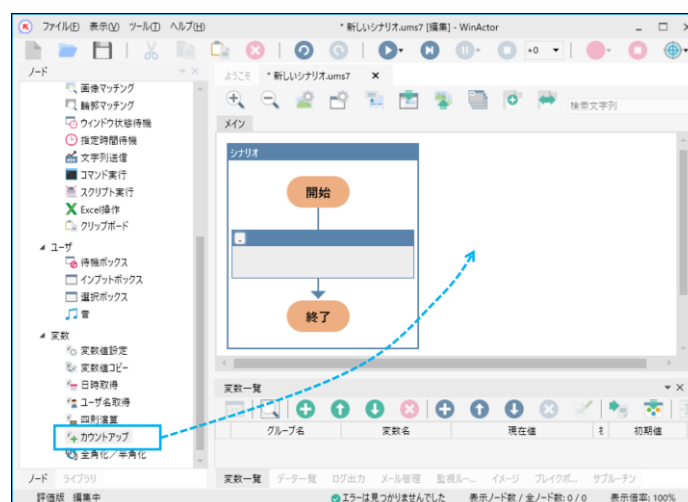 ファイル(F) 表示(V) ツール(T) ヘルプ(H)
* 新しいシナリオ.ums7 [編集] - WinActor
+0
ノード
画像マッチング
輪郭マッチング
ウィンドウ状態待機
指定時間待機
文字列送信
コマンド実行
スクリプト実行
Excel操作
クリップボード
ユーザ
待機ボックス
インプットボックス
選択ボックス
音
変数
変数値設定
変数値コピー
日時取得
ユーザ名取得
四則演算
カウントアップ
全角化/半角化
ノード ライブラリ
ようこそ * 新しいシナリオ.ums7
検索文字列
メイン
シナリオ
開始
終了
変数一覧
グループ名 変数名 現在値 初期値
変数一覧 データ一覧 ログ出力 メール管理 監視ルー... イメージ ブレイクポ... サブルーチン
評価版 編集中 エラーは見つかりませんでした 表示ノード数 / 全ノード数: 0 / 0 表示倍率: 100%